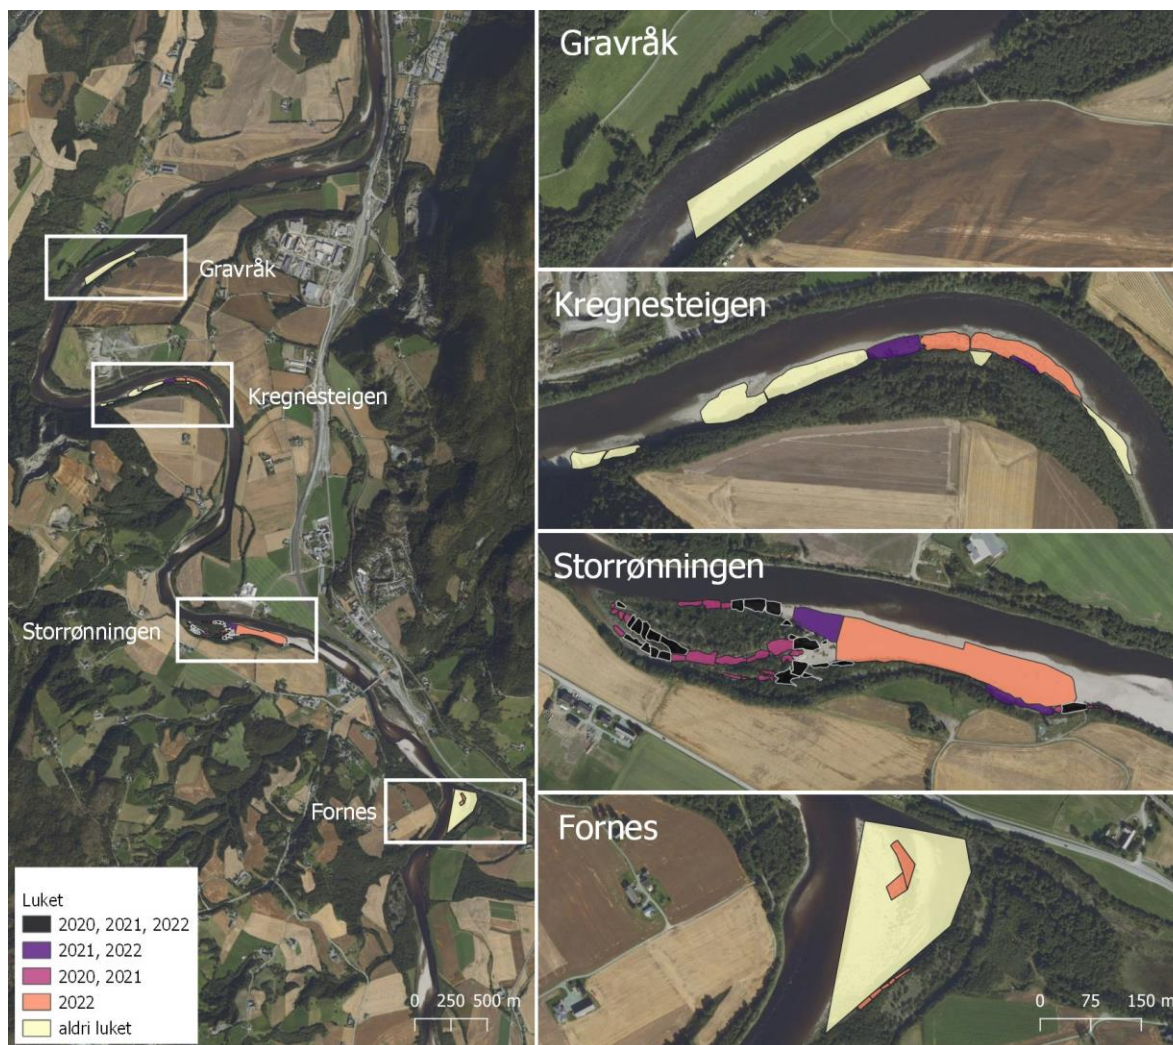 Gravråk
Kregnesteigen
Storrønningen
Fornes
Luket
2020, 2021, 2022
2021, 2022
2020, 2021
2022
aldri luket
0 250 500 m
Gravråk
Kregnesteigen
Storrønningen
Fornes
0 75 150 m